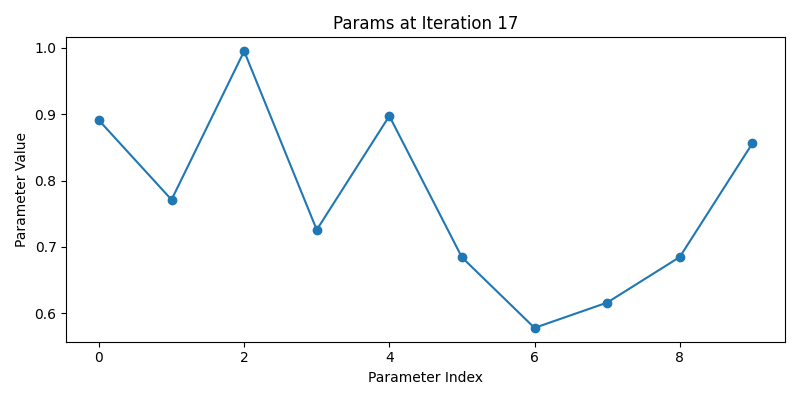 Params at Iteration 17
1.0
0.9
0.8
0.7
0.6
Parameter Value
0 2 4 6 8
Parameter Index